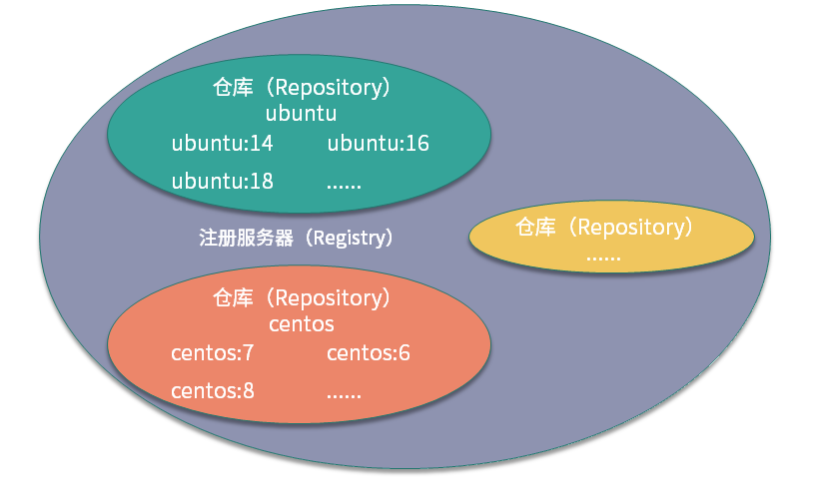 仓库（Repository）
ubuntu
ubuntu:14 ubuntu:16
ubuntu:18 ......
注册服务器（Registry）
仓库（Repository）
......
仓库（Repository）
centos
centos:7 centos:6
centos:8 ......